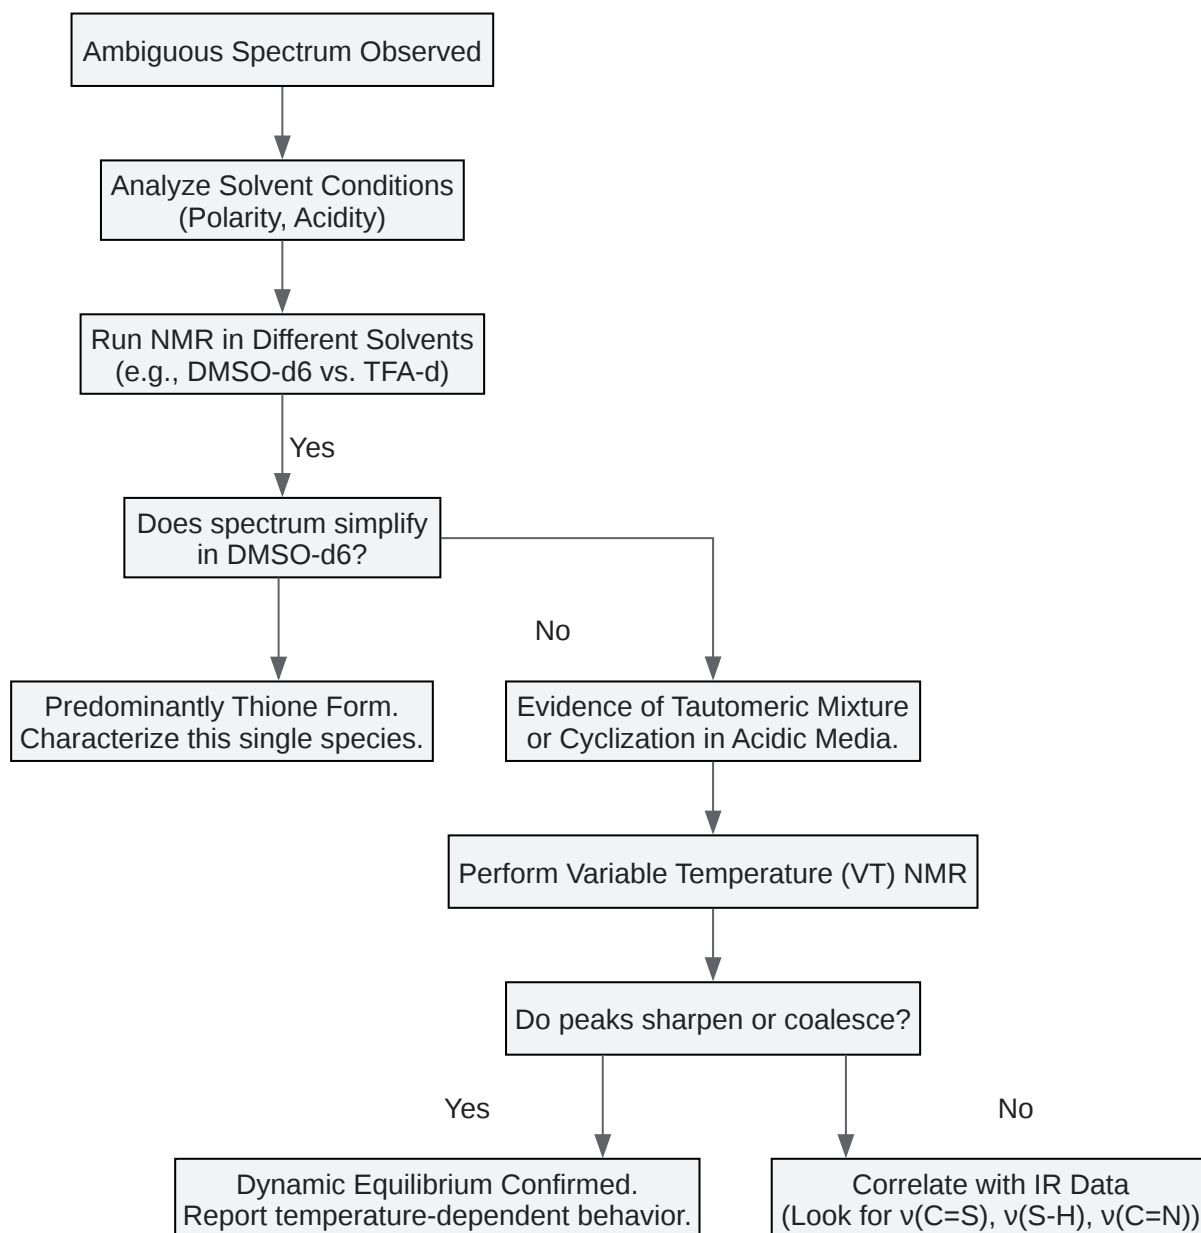 Ambiguous Spectrum Observed
Analyze Solvent Conditions
(Polarity, Acidity)
Run NMR in Different Solvents
(e.g., DMSO-d6 vs. TFA-d)
Yes
Does spectrum simplify
in DMSO-d6?
No
Predominantly Thione Form.
Characterize this single species.
Evidence of Tautomeric Mixture
or Cyclization in Acidic Media.
Perform Variable Temperature (VT) NMR
Do peaks sharpen or coalesce?
Yes
No
Dynamic Equilibrium Confirmed.
Report temperature-dependent behavior.
Correlate with IR Data
(Look for ν(C=S), ν(S-H), ν(C=N))